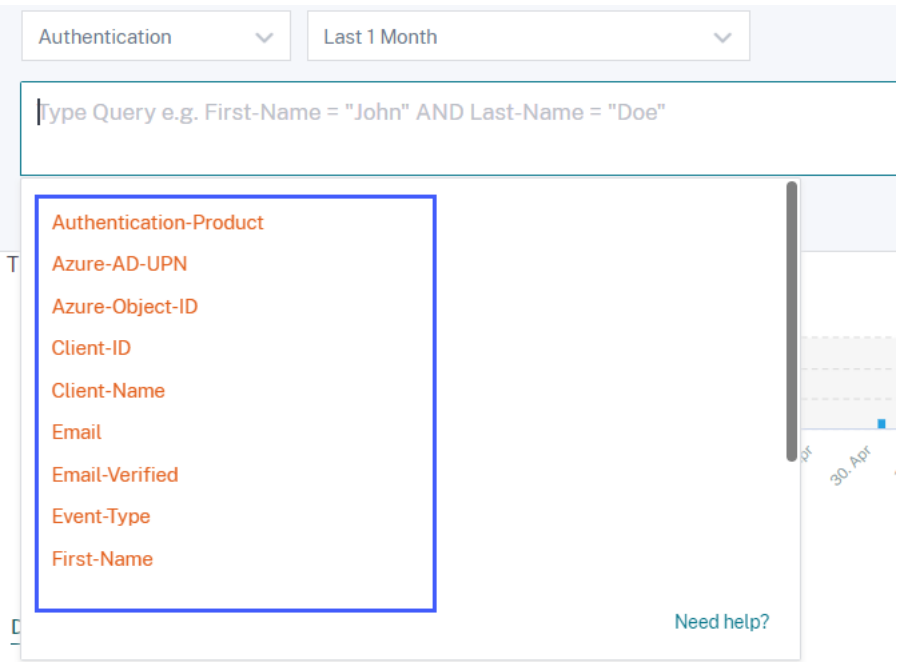 Authentication
Last 1 Month
Type Query e.g. First-Name = "John" AND Last-Name = "Doe"
Authentication-Product
T
Azure-AD-UPN
Azure-Object-ID
Client-ID
Client-Name
Email
Email-Verified
30. Apr
Event-Type
First-Name
Need help?